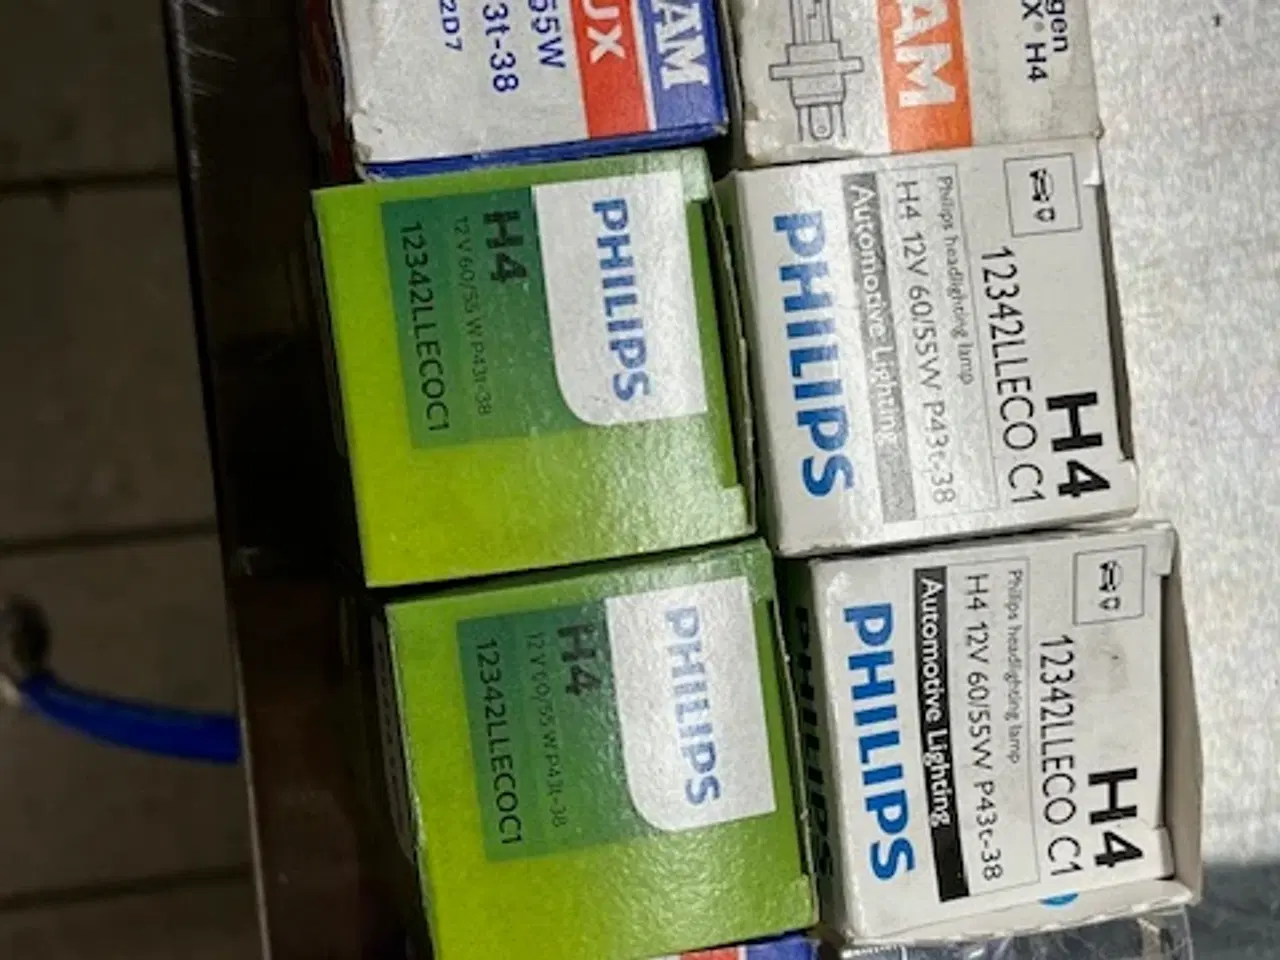 55W
3t-38
2D7
UX
AM
AM
gen
X® H4
PHILIPS
H4
12V 60/55 W P43t-38
12342LLECOC1
H4
12342LLECO C1
Philips headlighting lamp
H4 12V 60/55W P43t-38
Automotive Lighting
PHILIPS
PHILIPS
H4
12V 60/55W P43t-38
12342LLECOC1
H4
12342LLECO C1
Philips headlighting lamp
H4 12V 60/55W P43t-38
Automotive Lighting
PHILIPS
PHILIPS